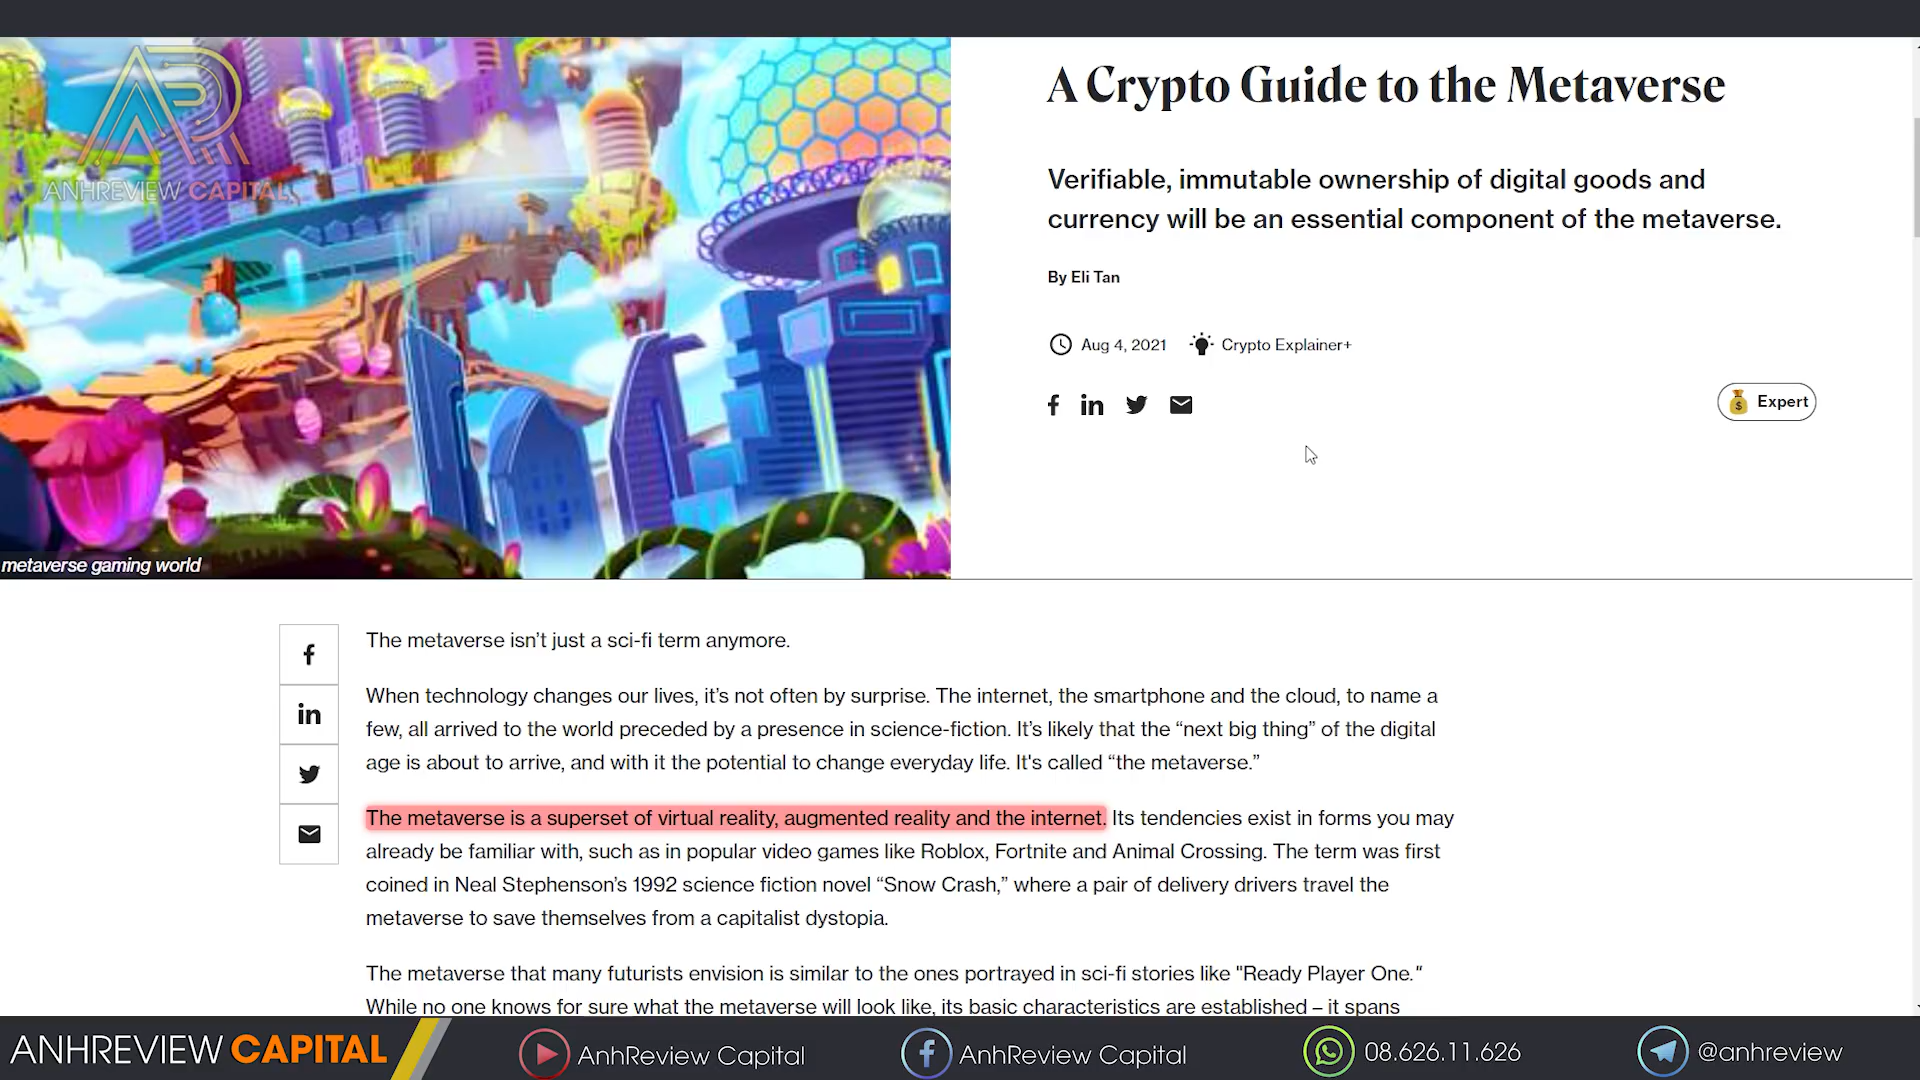 ANHREVIEW CAPITAL
metaverse gaming world
A Crypto Guide to the Metaverse
Verifiable, immutable ownership of digital goods and
currency will be an essential component of the metaverse.
By Eli Tan
Aug 4, 2021 Crypto Explainer+
Expert
The metaverse isn’t just a sci-fi term anymore.
When technology changes our lives, it’s not often by surprise. The internet, the smartphone and the cloud, to name a
few, all arrived to the world preceded by a presence in science-fiction. It’s likely that the “next big thing” of the digital
age is about to arrive, and with it the potential to change everyday life. It's called “the metaverse.”
The metaverse is a superset of virtual reality, augmented reality and the internet. Its tendencies exist in forms you may
already be familiar with, such as in popular video games like Roblox, Fortnite and Animal Crossing. The term was first
coined in Neal Stephenson’s 1992 science fiction novel “Snow Crash,” where a pair of delivery drivers travel the
metaverse to save themselves from a capitalist dystopia.
The metaverse that many futurists envision is similar to the ones portrayed in sci-fi stories like "Ready Player One."
While no one knows for sure what the metaverse will look like, its basic characteristics are established – it spans
ANHREVIEW CAPITAL
AnhReview Capital
AnhReview Capital
08.626.11.626
@anhreview